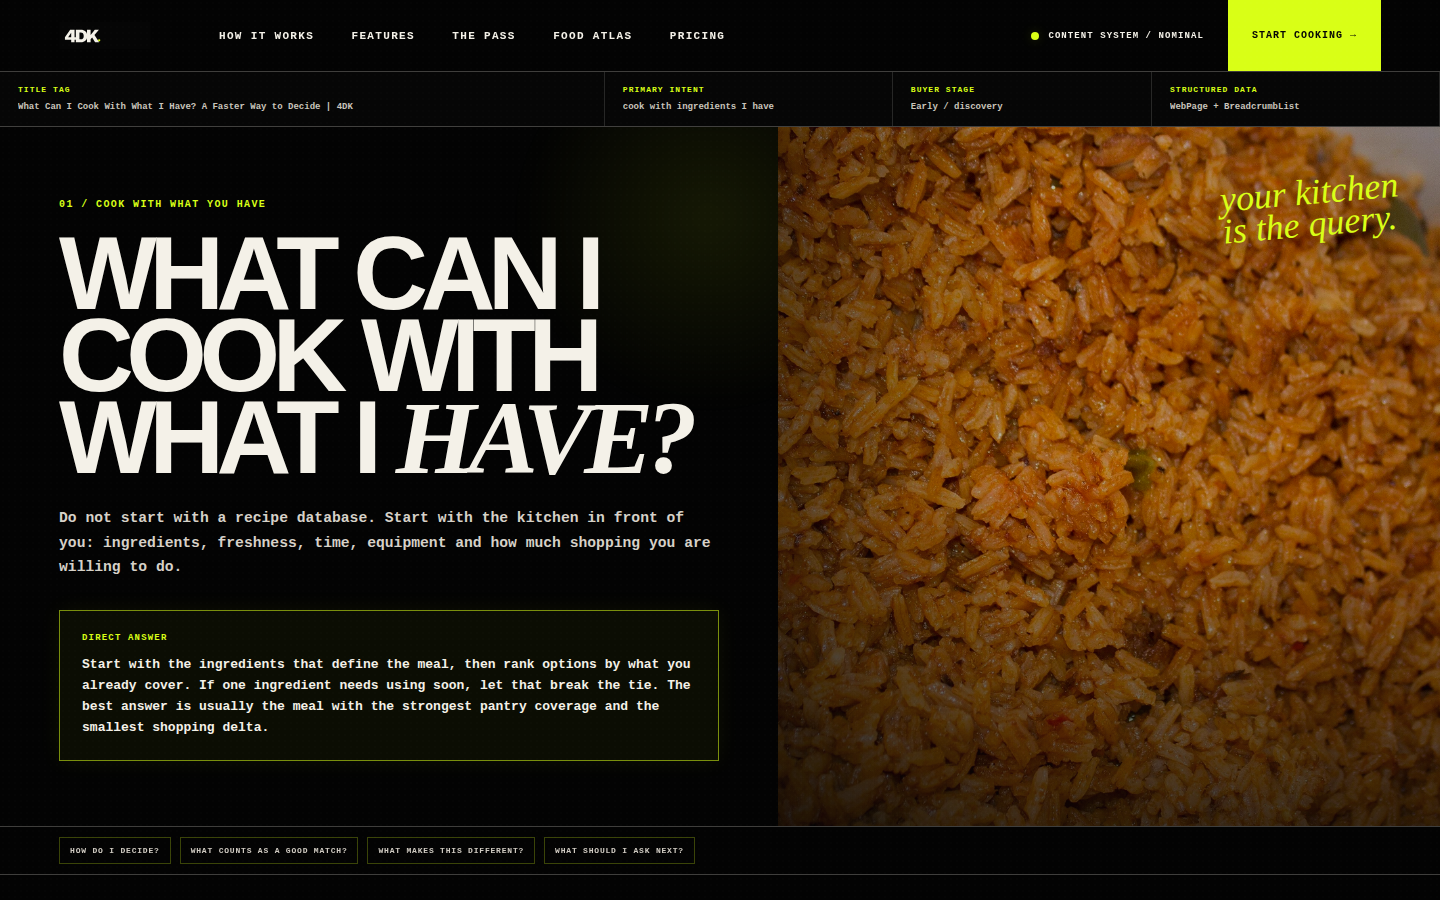 4DK.
HOW IT WORKS
FEATURES
THE PASS
FOOD ATLAS
PRICING
CONTENT SYSTEM / NOMINAL
START COOKING →
TITLE TAG
What Can I Cook With What I Have? A Faster Way to Decide | 4DK
PRIMARY INTENT
cook with ingredients I have
BUYER STAGE
Early / discovery
STRUCTURED DATA
WebPage + BreadcrumbList
01 / COOK WITH WHAT YOU HAVE
WHAT CAN I
COOK WITH
WHAT I HAVE?
Do not start with a recipe database. Start with the kitchen in front of
you: ingredients, freshness, time, equipment and how much shopping you are
willing to do.
DIRECT ANSWER
Start with the ingredients that define the meal, then rank options by what you
already cover. If one ingredient needs using soon, let that break the tie. The
best answer is usually the meal with the strongest pantry coverage and the
smallest shopping delta.
your kitchen
is the query.
HOW DO I DECIDE?
WHAT COUNTS AS A GOOD MATCH?
WHAT MAKES THIS DIFFERENT?
WHAT SHOULD I ASK NEXT?